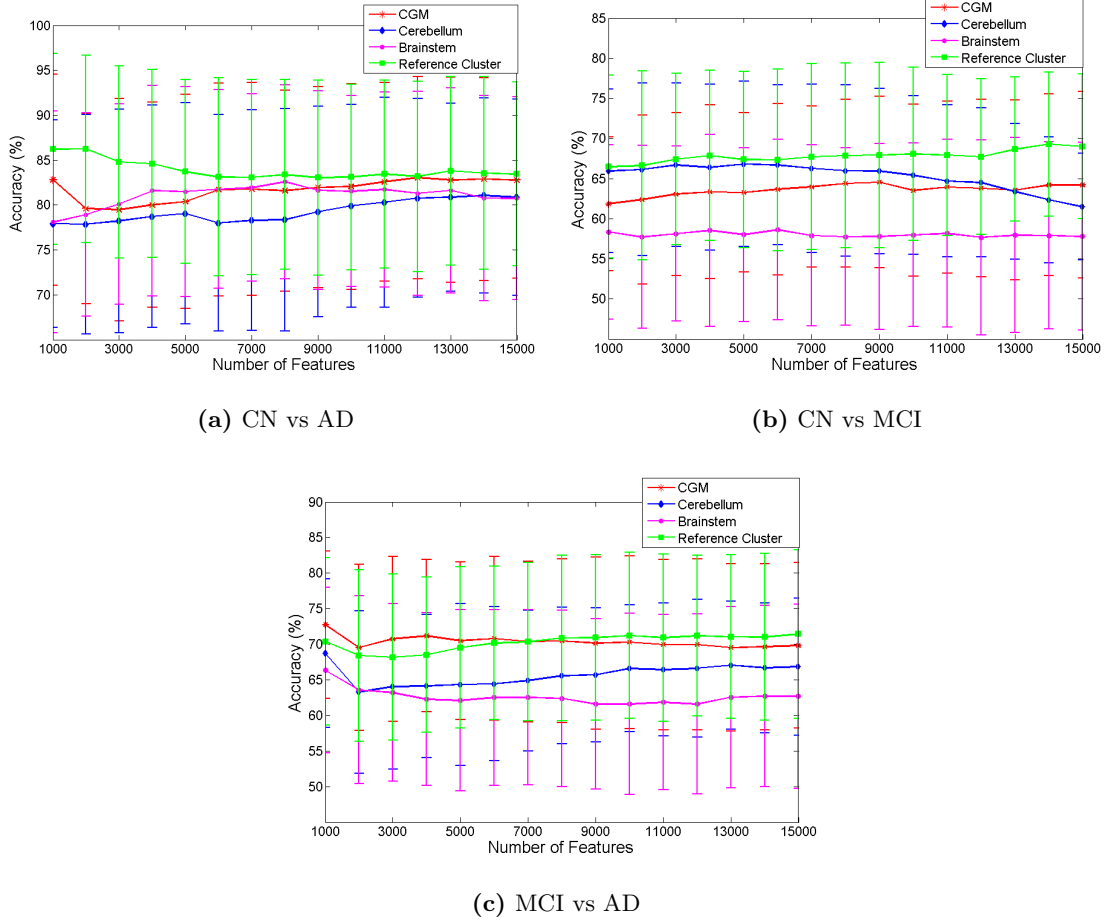 100
95
90
85
80
75
70
Accuracy (%)
CGM
Cerebellum
Brainstem
Reference Cluster
1000 3000 5000 7000 9000 11000 13000 15000
Number of Features
(a) CN vs AD
85
80
75
70
65
60
55
50
Accuracy (%)
CGM
Cerebellum
Brainstem
Reference Cluster
1000 3000 5000 7000 9000 11000 13000 15000
Number of Features
(b) CN vs MCI
90
85
80
75
70
65
60
55
50
Accuracy (%)
CGM
Cerebellum
Brainstem
Reference Cluster
1000 3000 5000 7000 9000 11000 13000 15000
Number of Features
(c) MCI vs AD